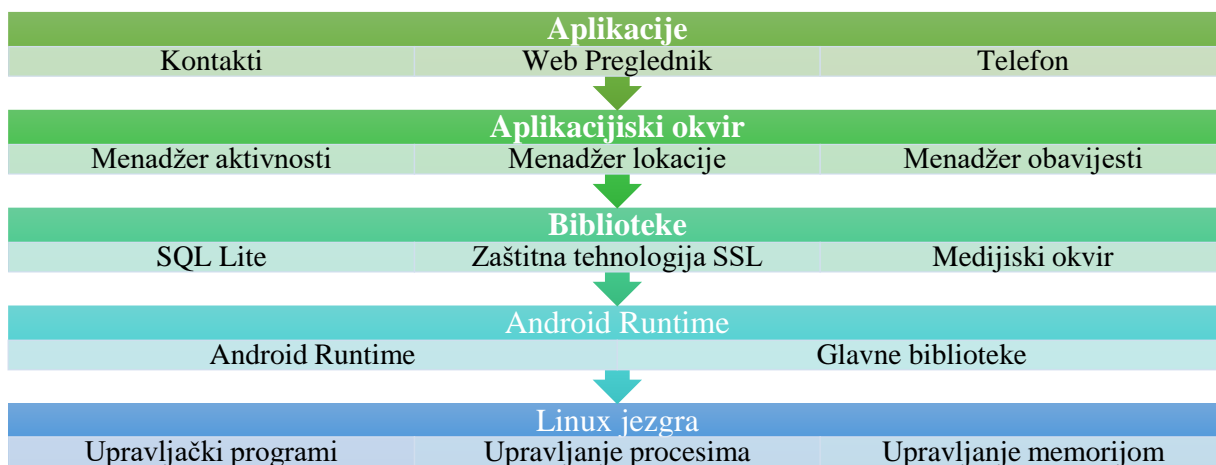 Aplikacije
Kontakti Web Preglednik Telefon
Aplikacijiski okvir
Menadžer aktivnosti Menadžer lokacije Menadžer obavijesti
Biblioteke
SQL Lite Zaštitna tehnologija SSL Medijiski okvir
Android Runtime
Android Runtime Glavne biblioteke
Linux jezgra
Upravljački programi Upravljanje procesima Upravljanje memorijom